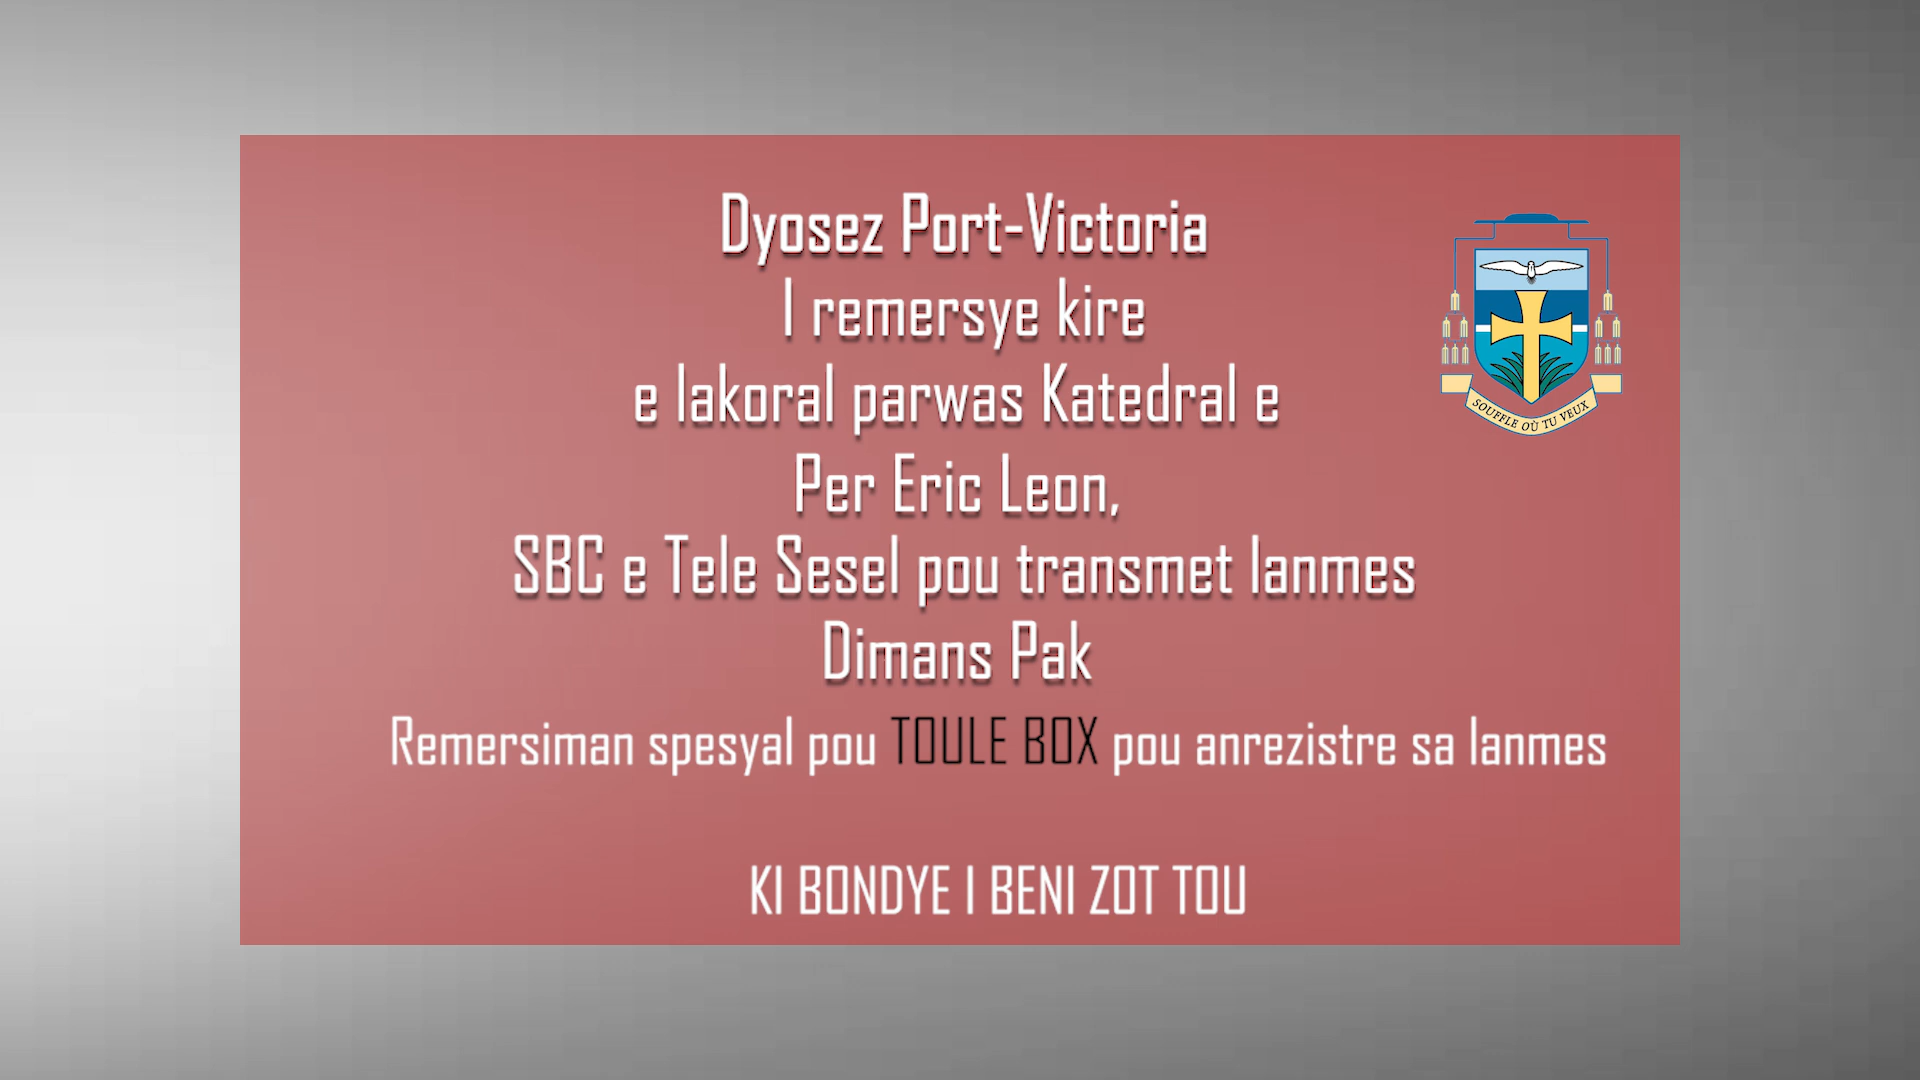 Dyosez Port-Victoria
I remersye kire
e lakoral parwas Katedral e
Per Eric Leon,
SBC e Tele Sesel pou transmet lanmes
Dimans Pak
Remersiman spesyal pou TOULE BOX pou anrezistre sa lanmes
KI BONDYE I BENI ZOT TOU
SOUFFLE OÙ TU VEUX